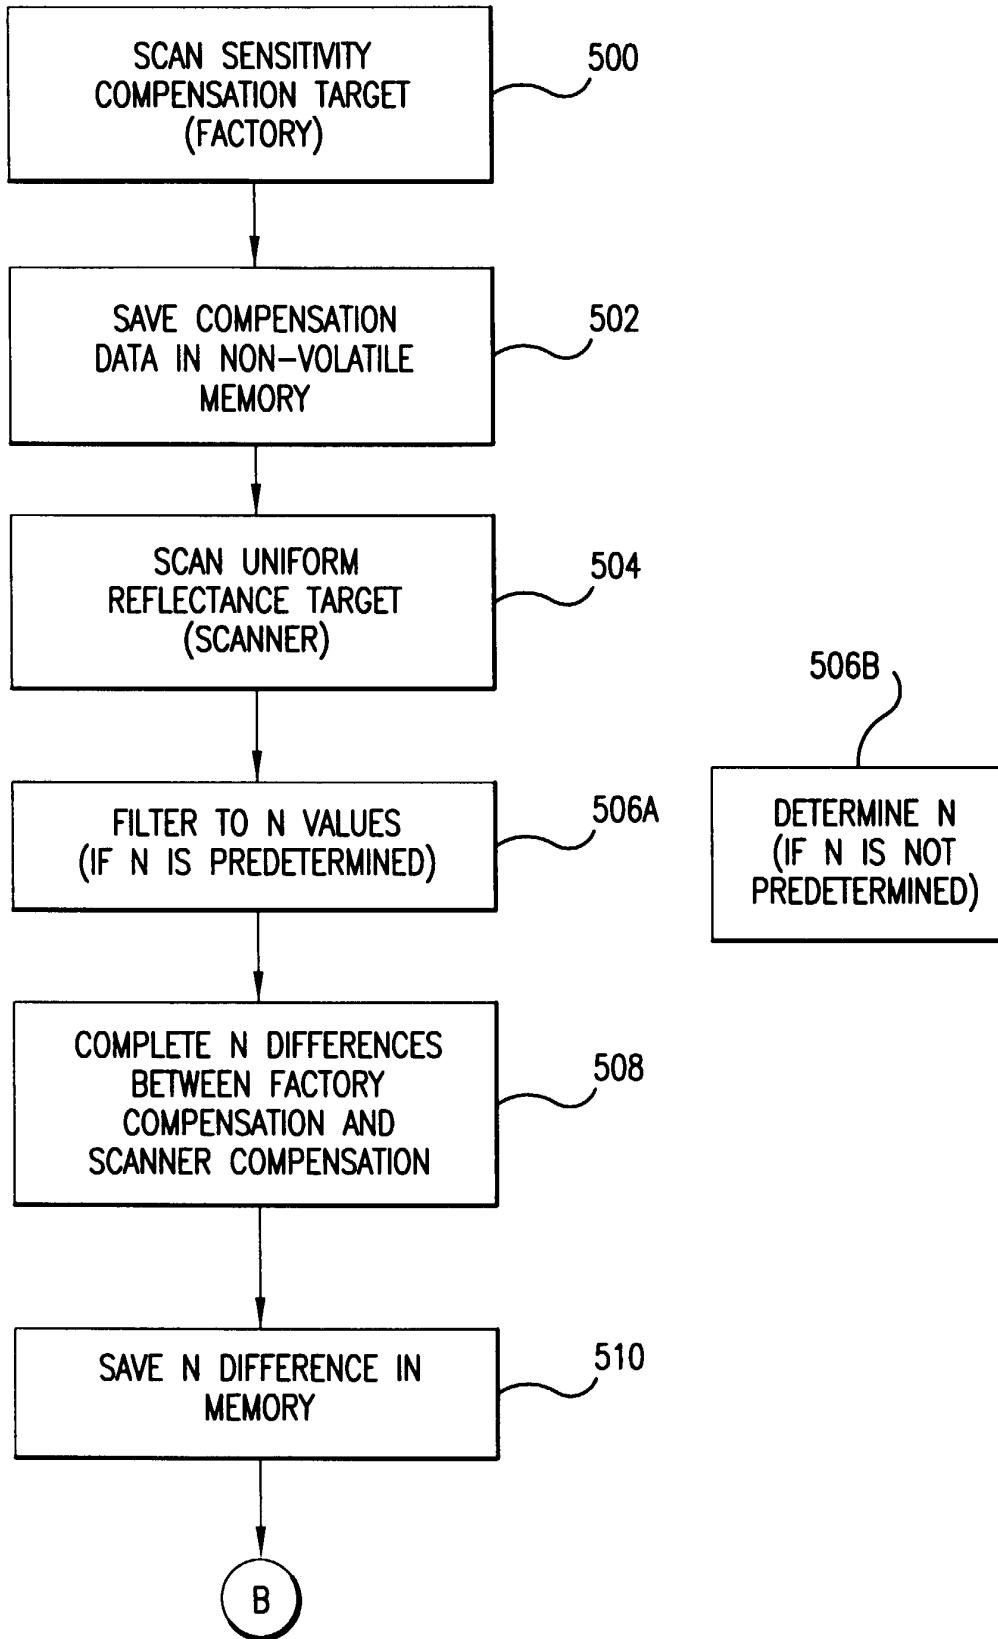 SCAN SENSITIVITY
COMPENSATION TARGET
(FACTORY)
500
SAVE COMPENSATION
DATA IN NON-VOLATILE
MEMORY
502
SCAN UNIFORM
REFLECTANCE TARGET
(SCANNER)
504
FILTER TO N VALUES
(IF N IS PREDETERMINED)
506A
506B
DETERMINE N
(IF N IS NOT
PREDETERMINED)
COMPLETE N DIFFERENCES
BETWEEN FACTORY
COMPENSATION AND
SCANNER COMPENSATION
508
SAVE N DIFFERENCE IN
MEMORY
510
B